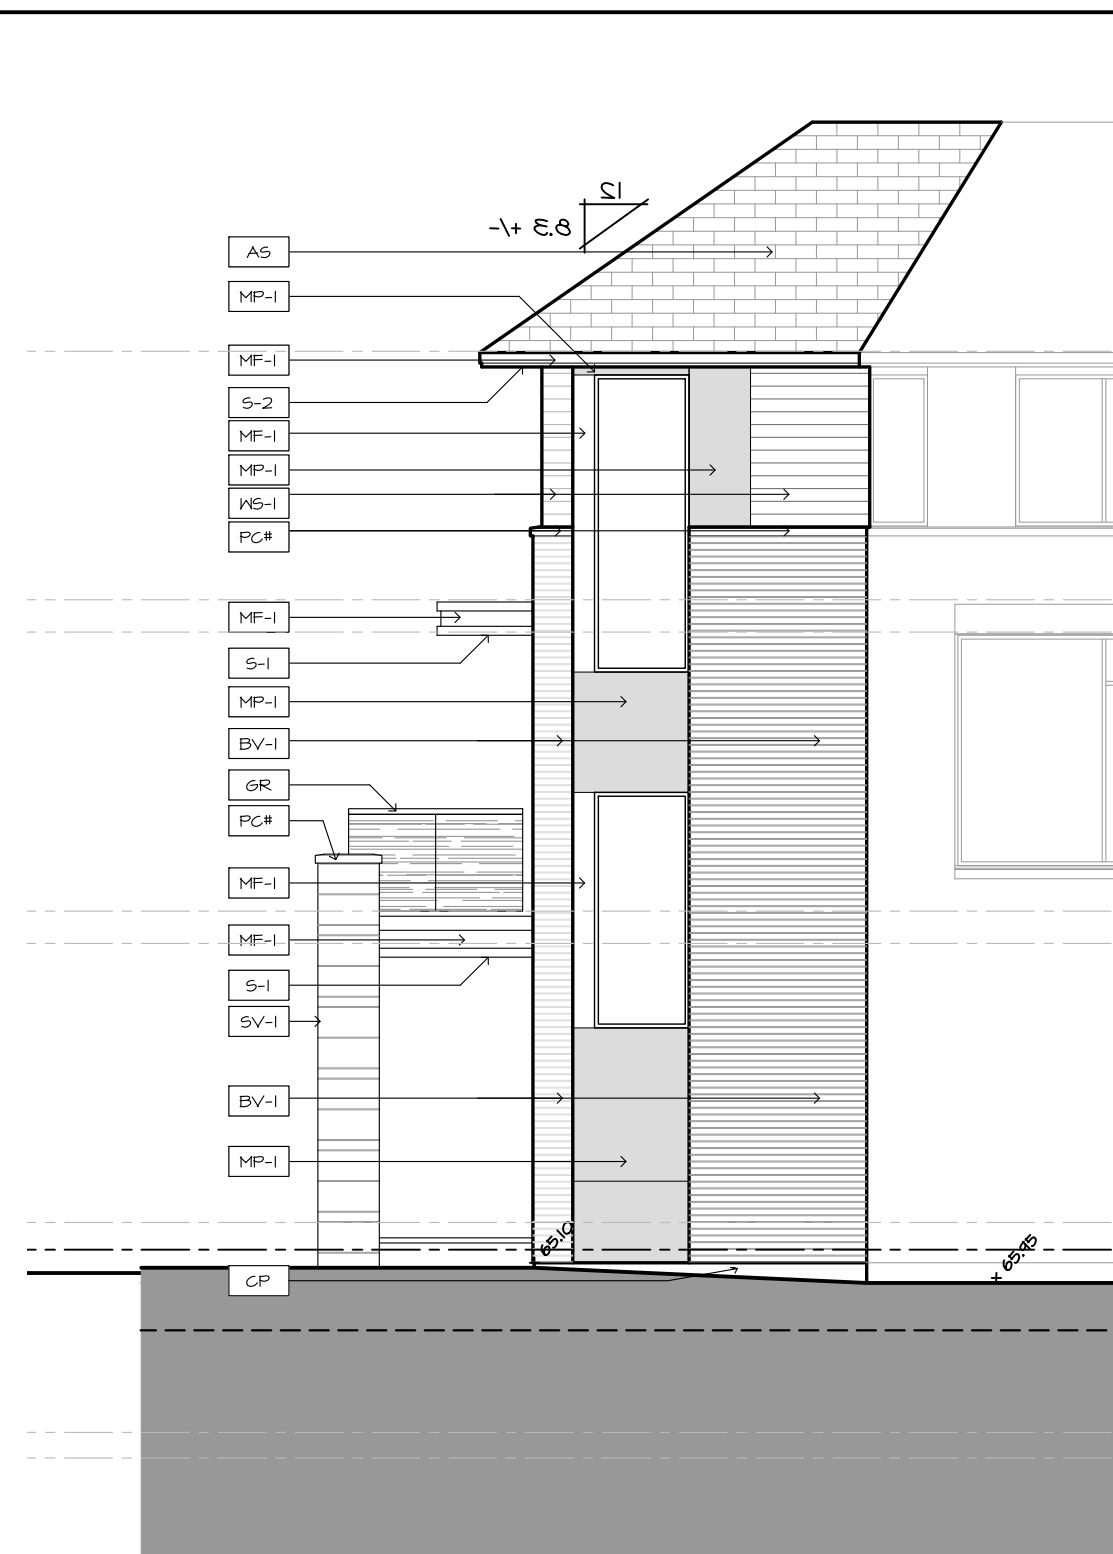 12
8.3 +/-
AS
MP-1
MF-1
S-2
MF-1
MP-1
WS-1
PC#
MF-1
S-1
MP-1
BV-1
GR
PC#
MF-1
MF-1
S-1
SV-1
BV-1
MP-1
65.10
+ 65.95
CP